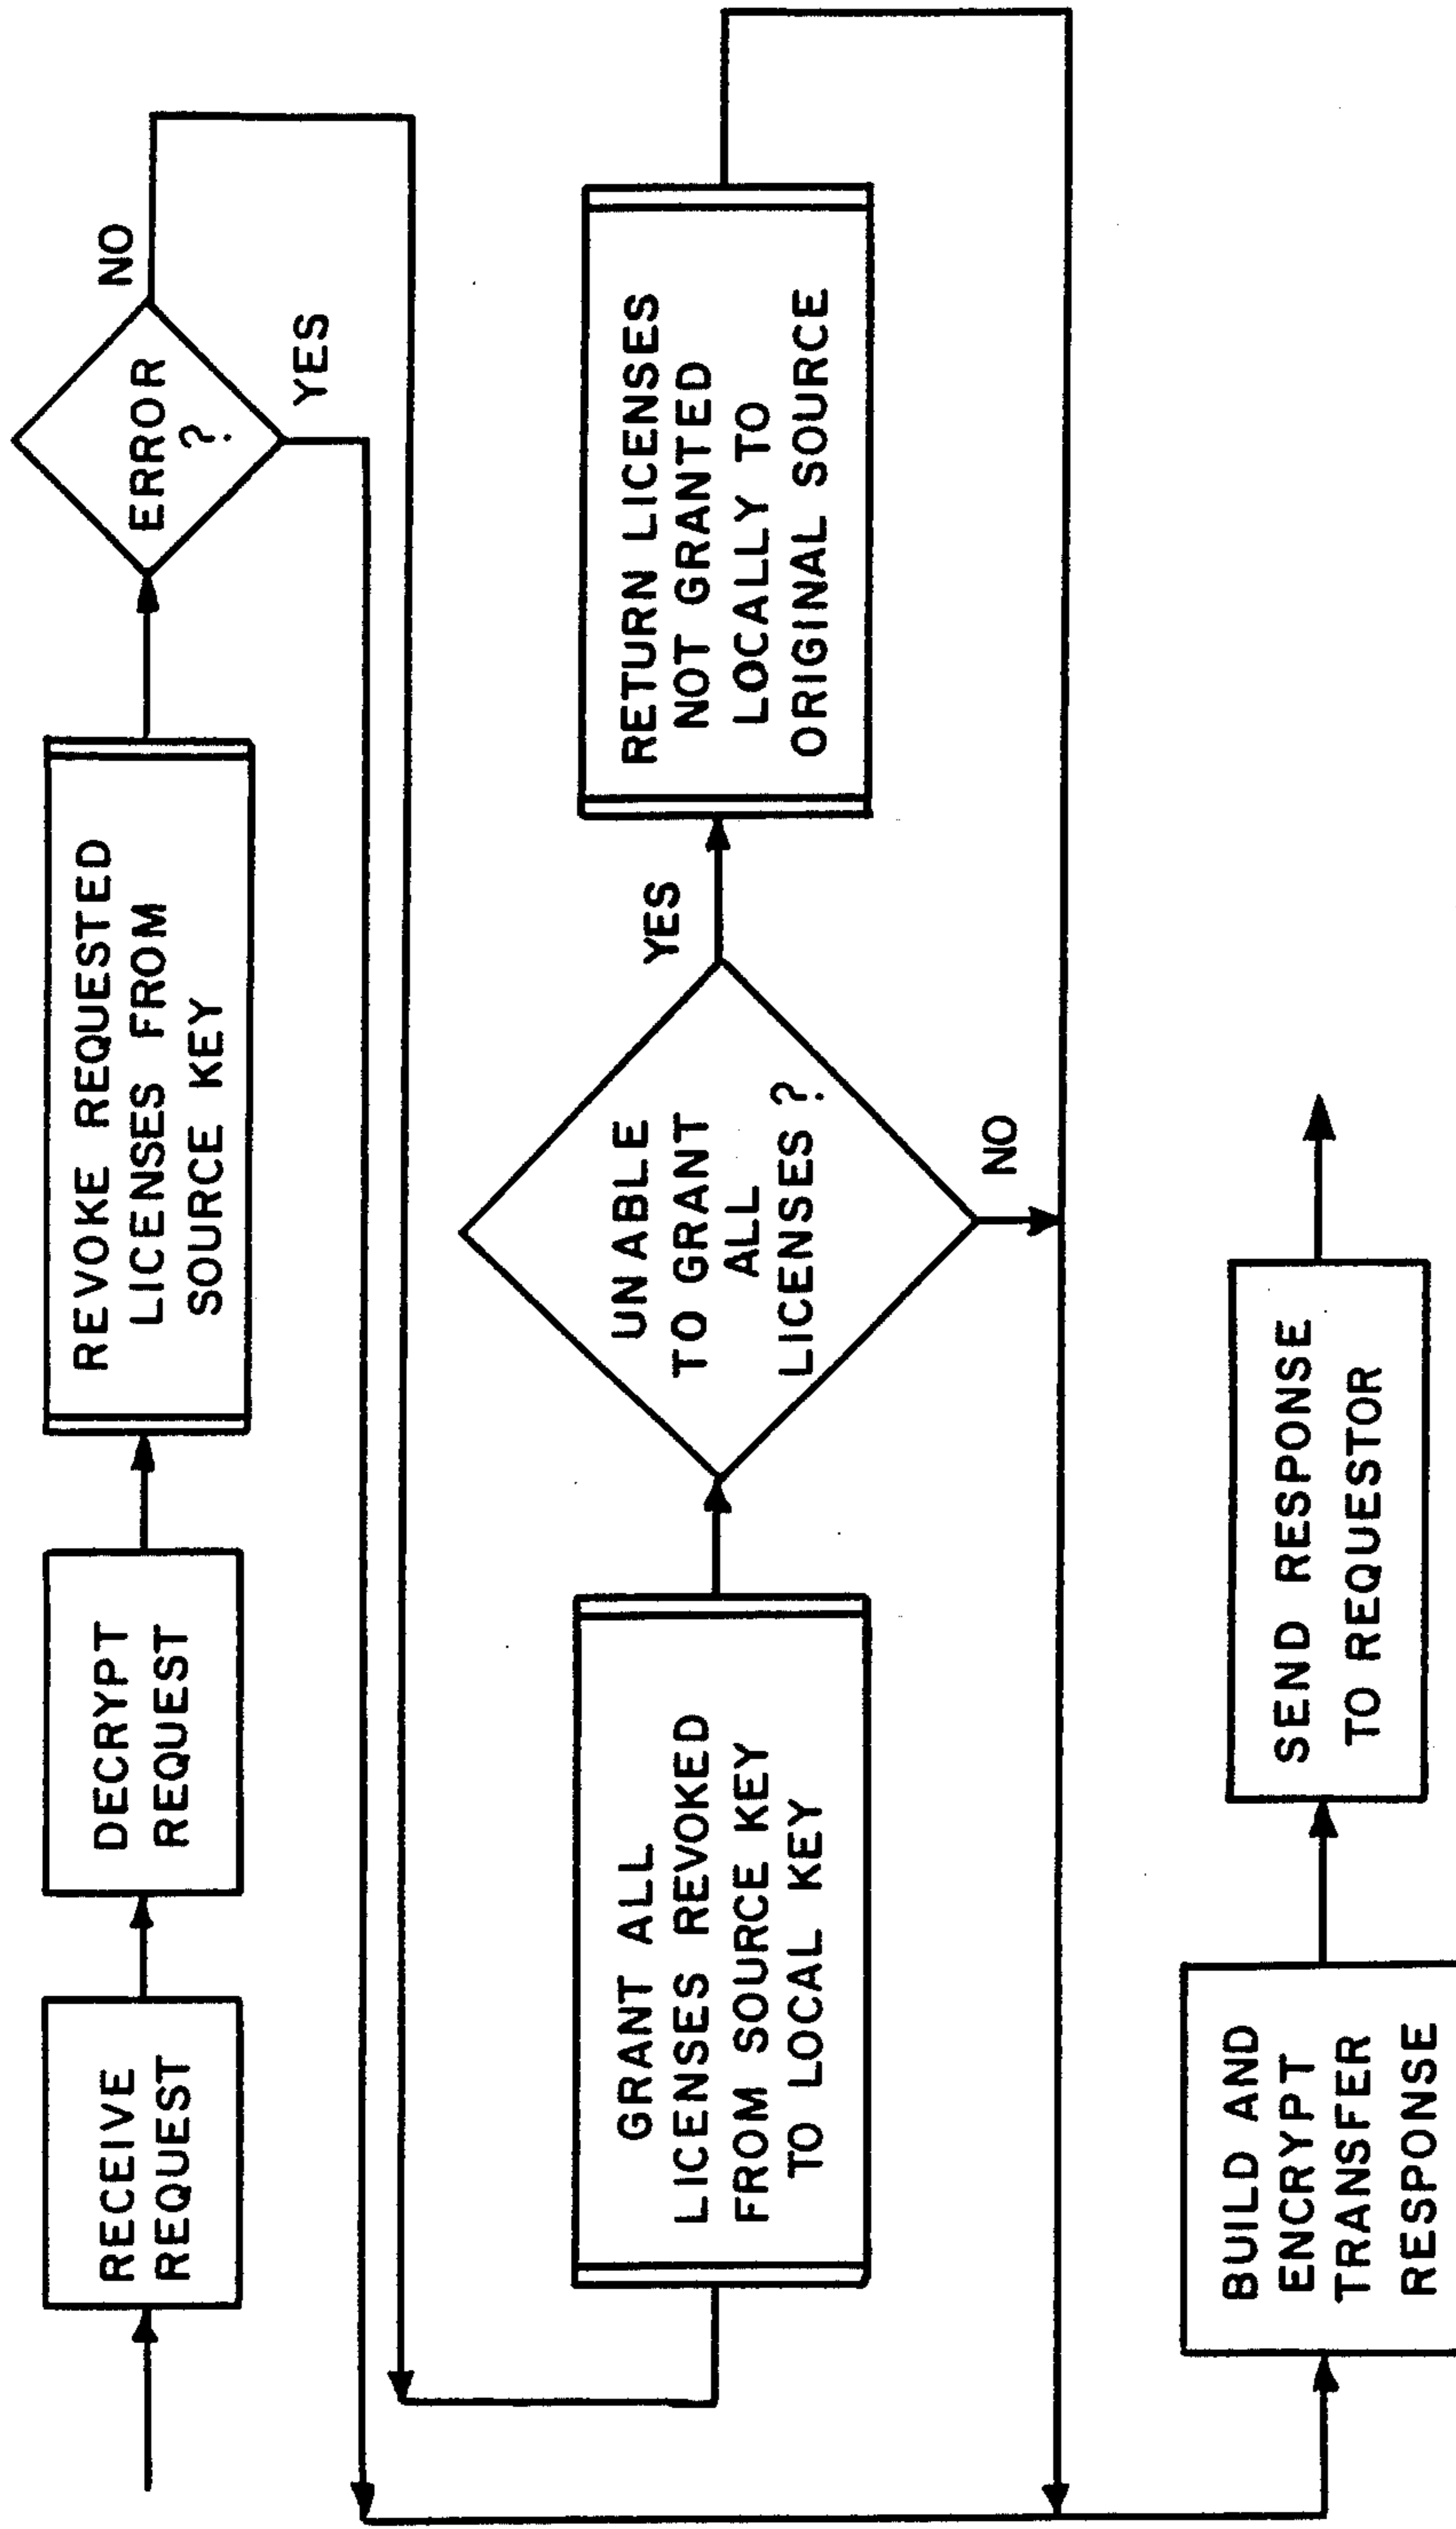 RECEIVE
REQUEST
DECRYPT
REQUEST
REVOKE REQUESTED
LICENSES FROM
SOURCE KEY
ERROR
?
NO
YES
GRANT ALL
LICENSES REVOKED
FROM SOURCE KEY
TO LOCAL KEY
UNABLE
TO GRANT
ALL
LICENSES ?
YES
NO
RETURN LICENSES
NOT GRANTED
LOCALLY TO
ORIGINAL SOURCE
BUILD AND
ENCRYPT
TRANSFER
RESPONSE
SEND RESPONSE
TO REQUESTOR